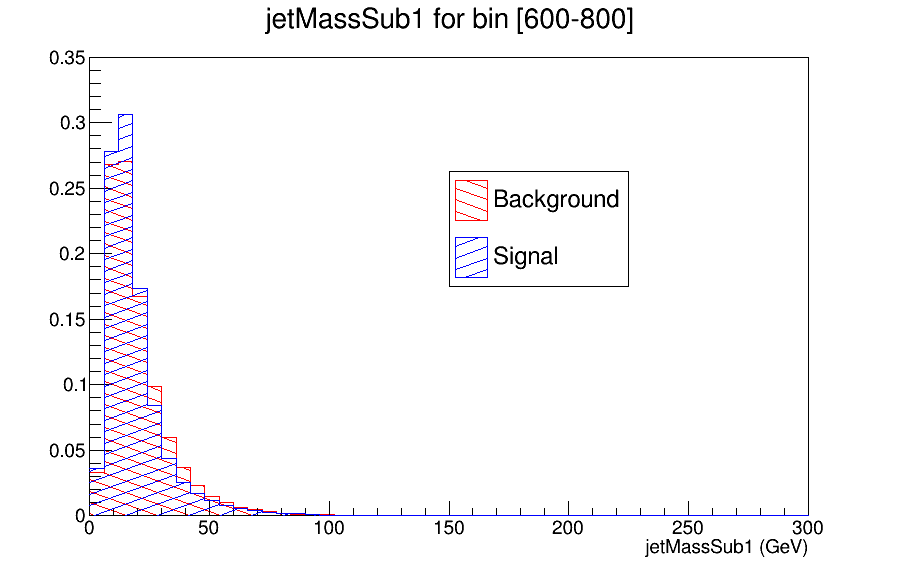 jetMassSub1 for bin [600-800]
0.35
0.3
0.25
0.2
0.15
0.1
0.05
0
Background
Signal
0 50 100 150 200 250 300
jetMassSub1 (GeV)